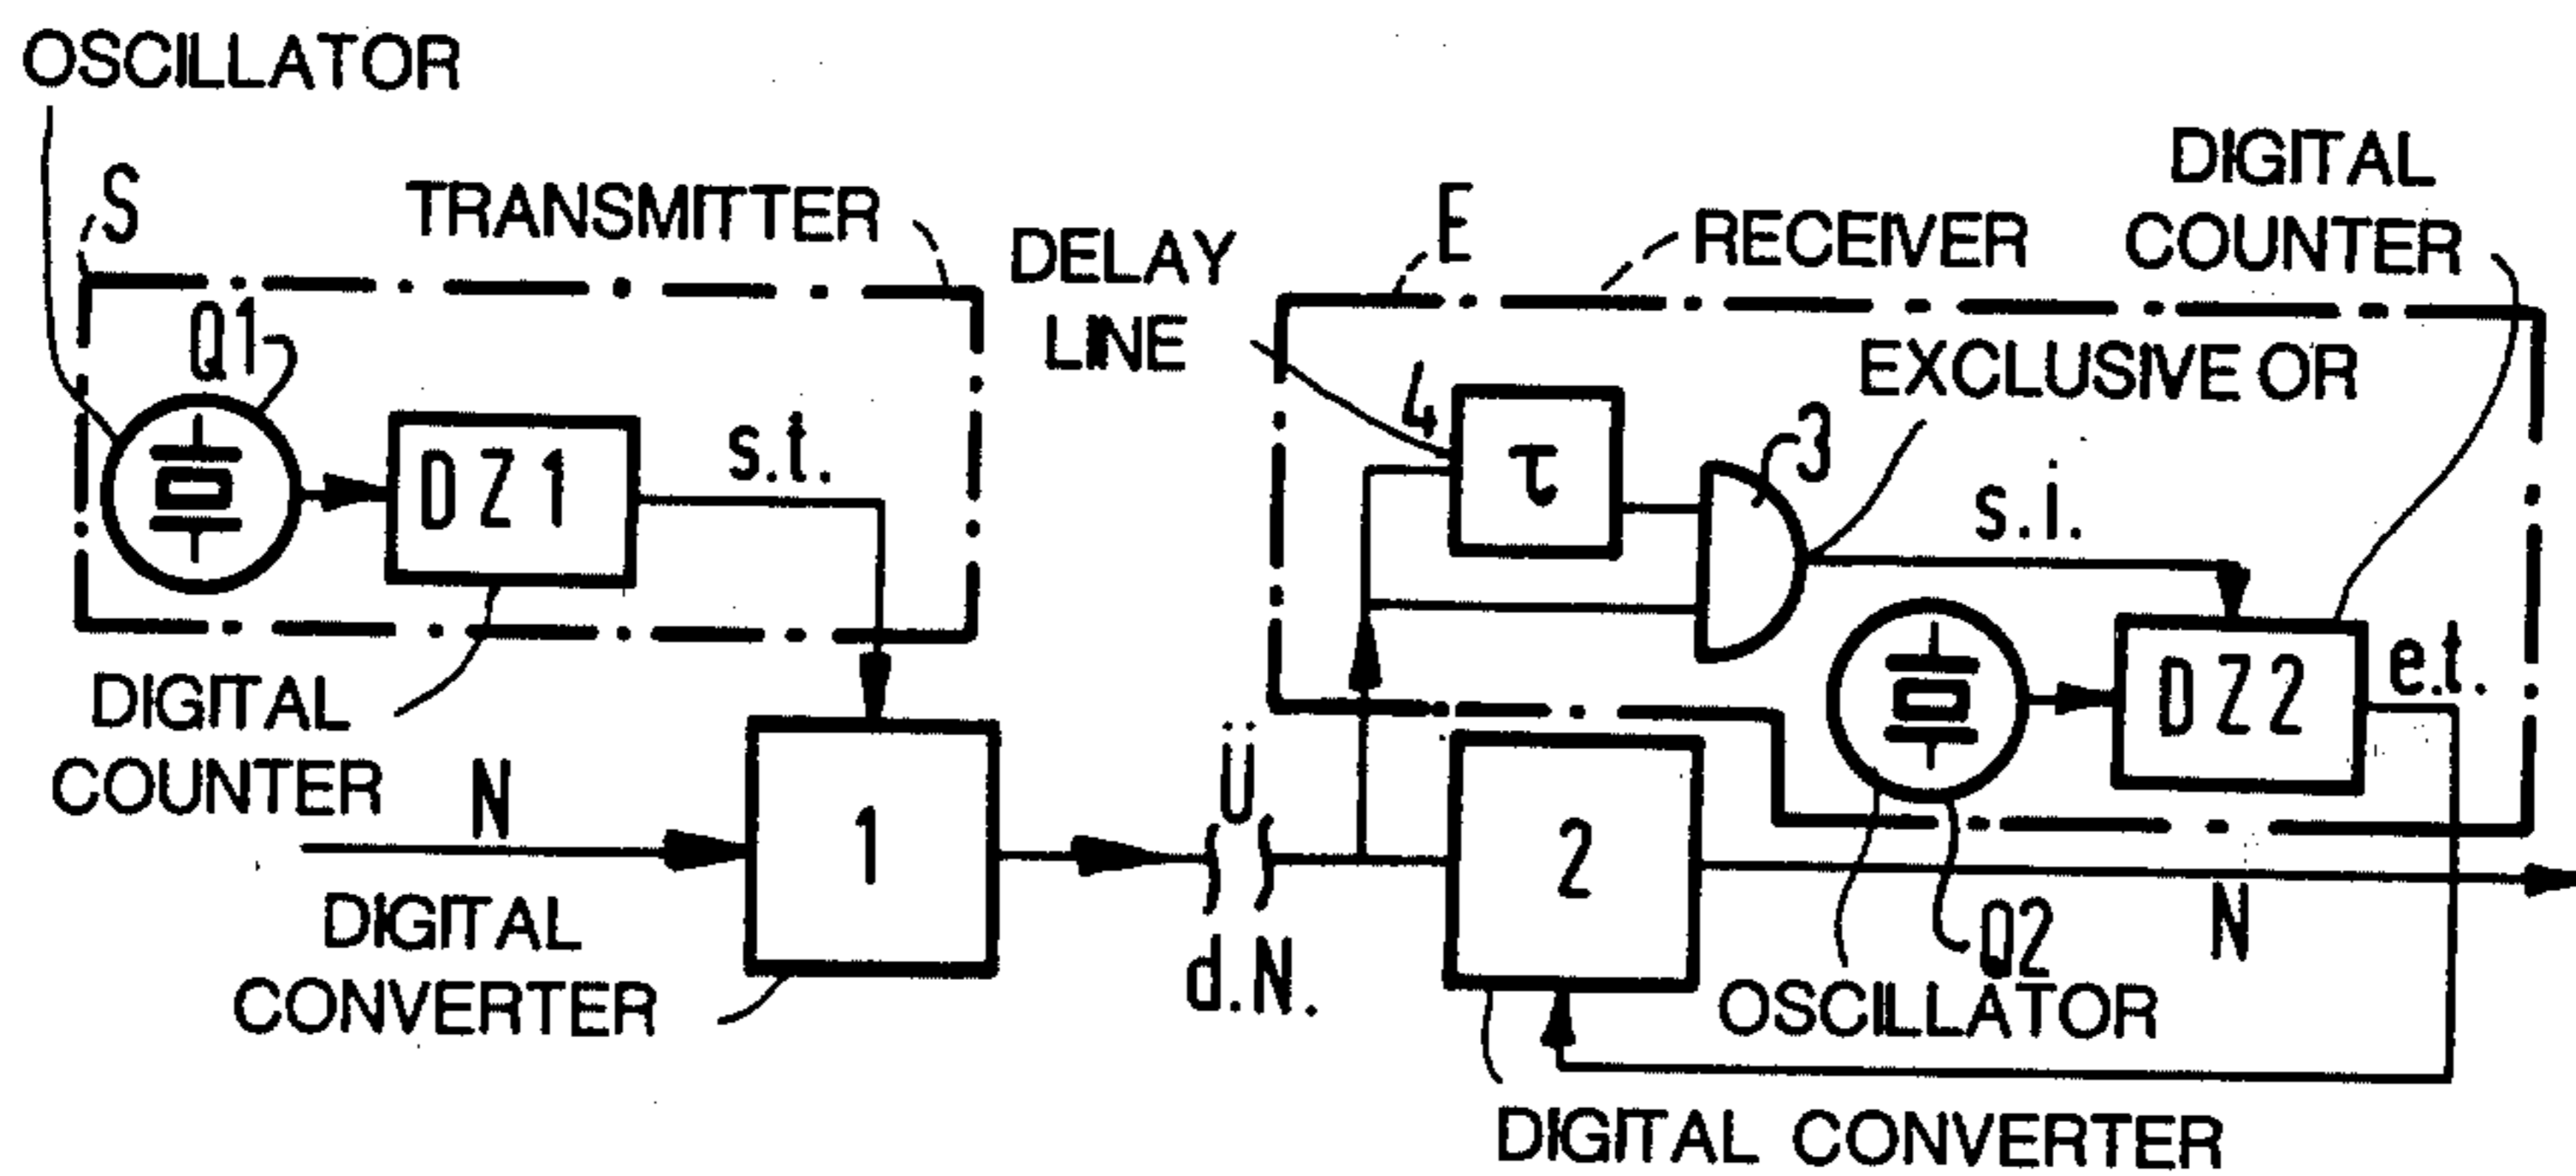 OSCILLATOR
S
TRANSMITTER
Q1
DZ1
s.t.
DIGITAL
COUNTER
N
1
DIGITAL
CONVERTER
DELAY
LINE
E
RECEIVER
DIGITAL
COUNTER
EXCLUSIVE OR
4
τ
3
s.i.
DZ2
e.t.
Ü
d.N.
2
Q2
N
OSCILLATOR
DIGITAL CONVERTER